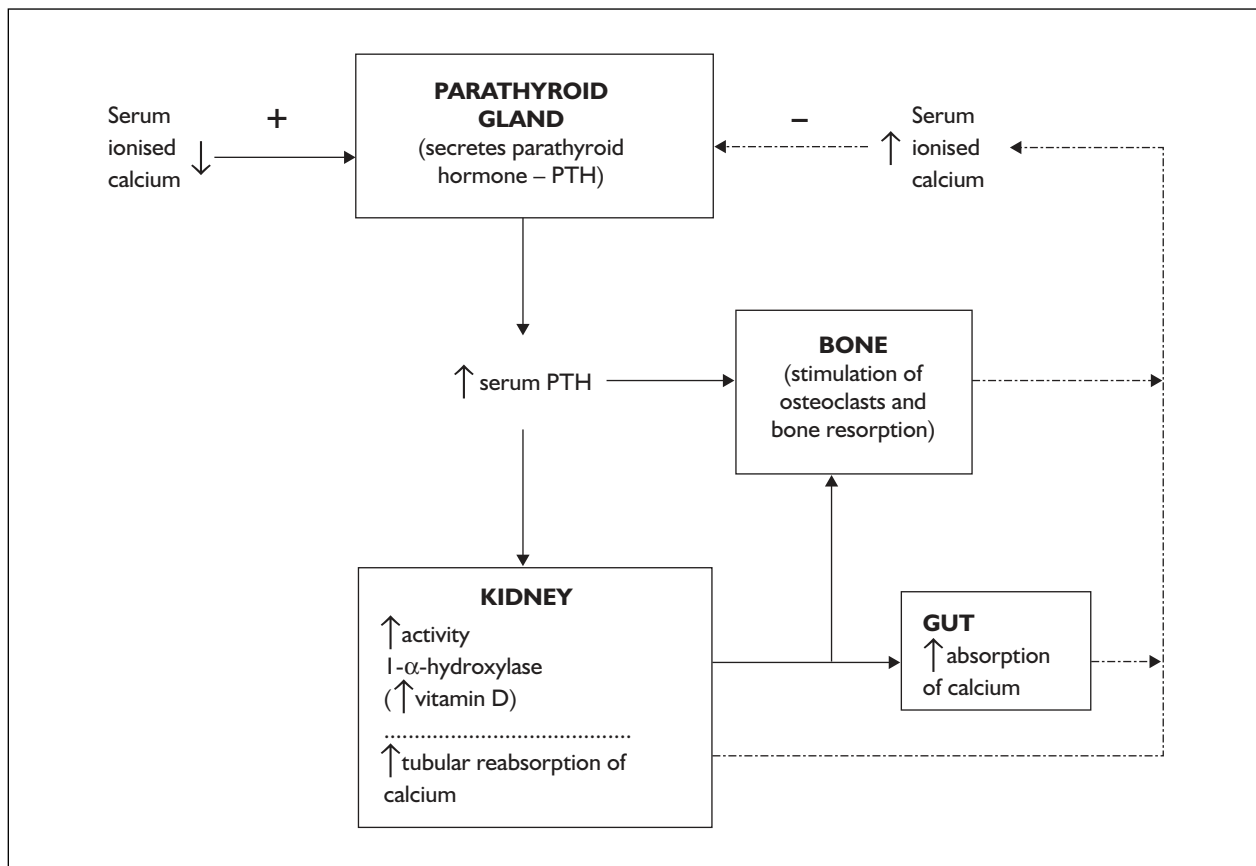 PARATHYROID
GLAND
(secretes parathyroid
hormone – PTH)
Serum
ionised
calcium ↓
+
–
↑ Serum
ionised
calcium
↑ serum PTH
BONE
(stimulation of
osteoclasts and
bone resorption)
KIDNEY
↑ activity
1-α-hydroxylase
(↑ vitamin D)
..........................................
↑ tubular reabsorption of
calcium
GUT
↑ absorption
of calcium